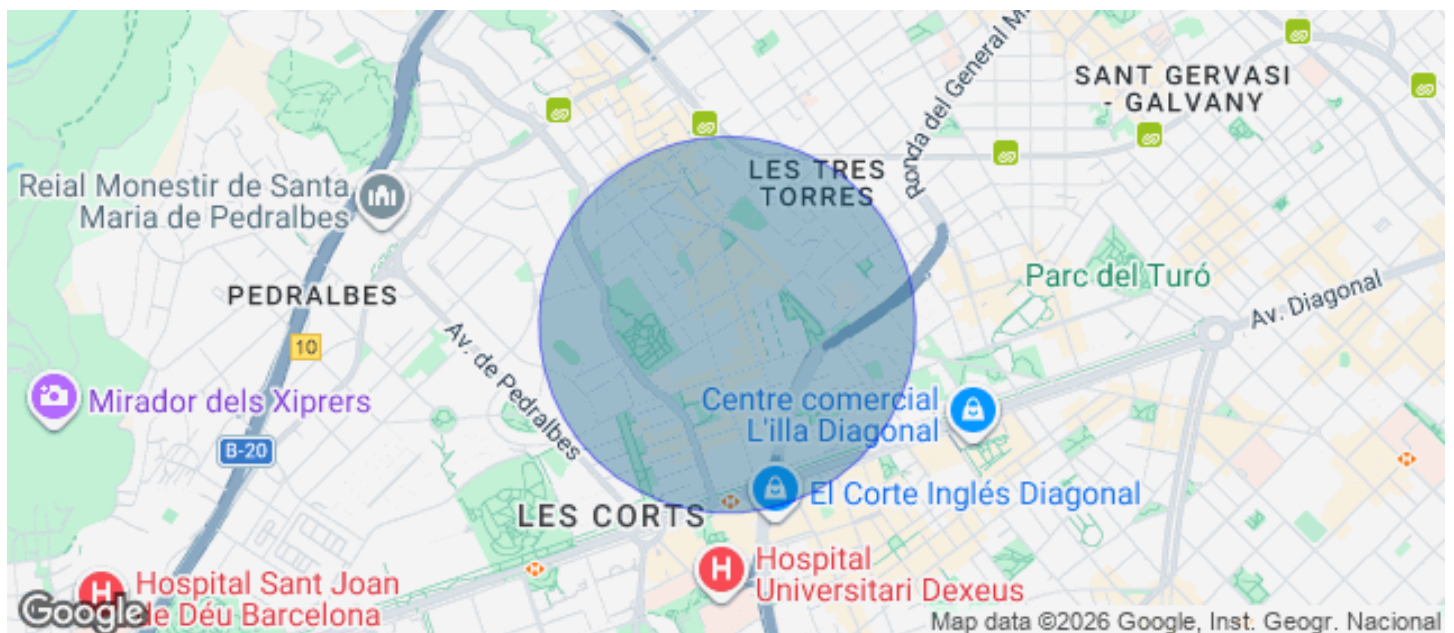 Ronda del General Mi
SANT GERVASI
- GALVANY
LES TRES
TORRES
Reial Monestir de Santa
Maria de Pedralbes
PEDRALBES
Parc del Turó
Av. Diagonal
10
Av. de Pedralbes
Mirador dels Xiprers
Centre comercial
L'illa Diagonal
B-20
El Corte Inglés Diagonal
LES CORTS
Hospital
Universitari Dexeus
H
H
Hospital Sant Joan
de Déu Barcelona
Google
Map data ©2026 Google, Inst. Geogr. Nacional